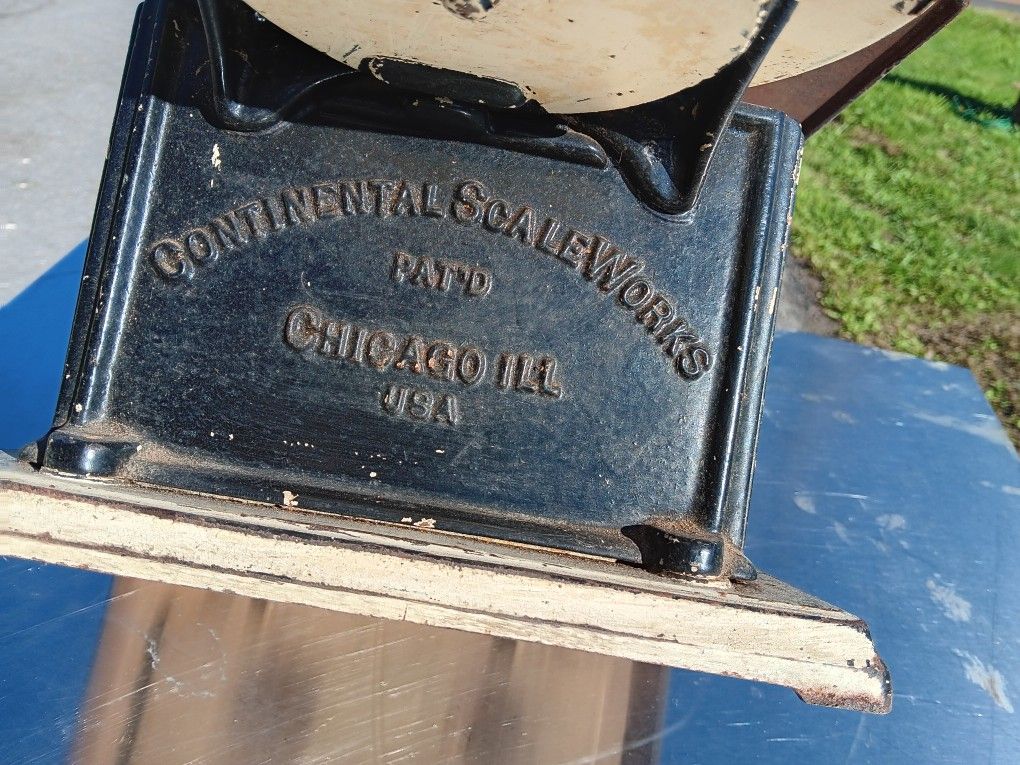 CONTINENTAL SCALE WORKS
PAT'D
CHICAGO ILL
USA